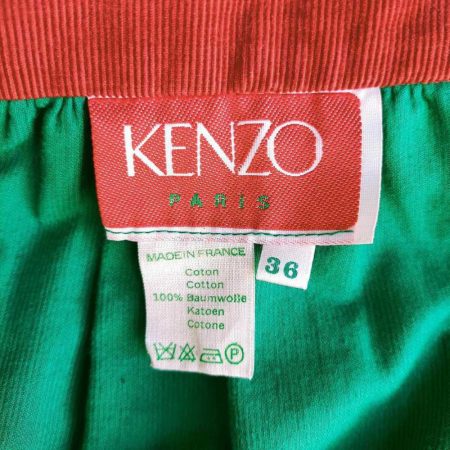 KENZO
PARIS
MADE IN FRANCE
36
Coton
Cotton
100% Baumwolle
Katoen
Cotone
P